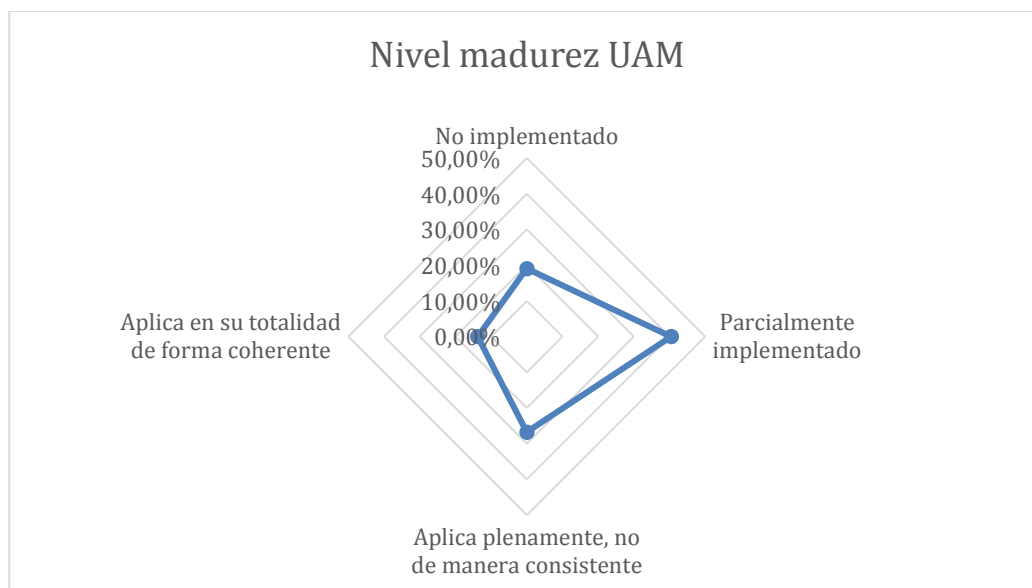 Nivel madurez UAM
No implementado
50,00%
40,00%
30,00%
20,00%
10,00%
0,00%
Aplica en su totalidad
de forma coherente
Parcialmente
implementado
Aplica plenamente, no
de manera consistente